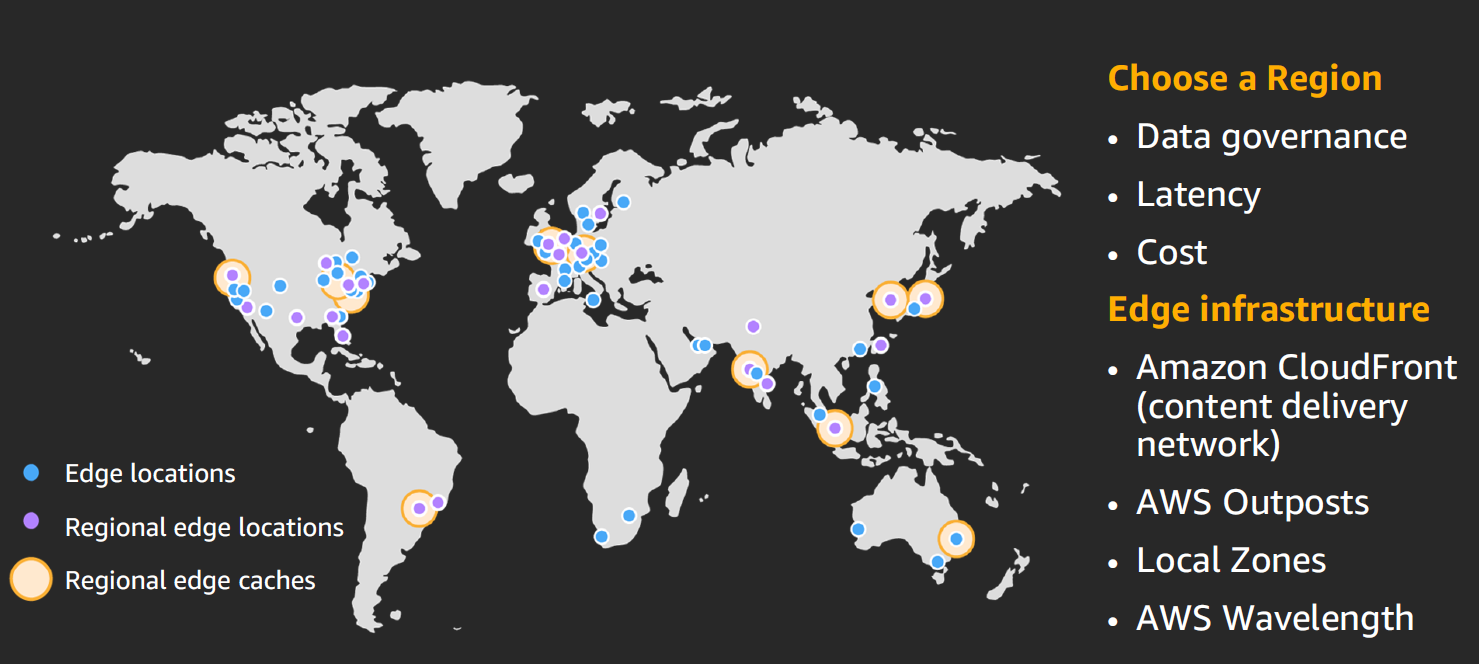 Choose a Region
• Data governance
• Latency
• Cost
Edge infrastructure
• Amazon CloudFront
(content delivery
network)
• AWS Outposts
• Local Zones
• AWS Wavelength
Edge locations
Regional edge locations
Regional edge caches